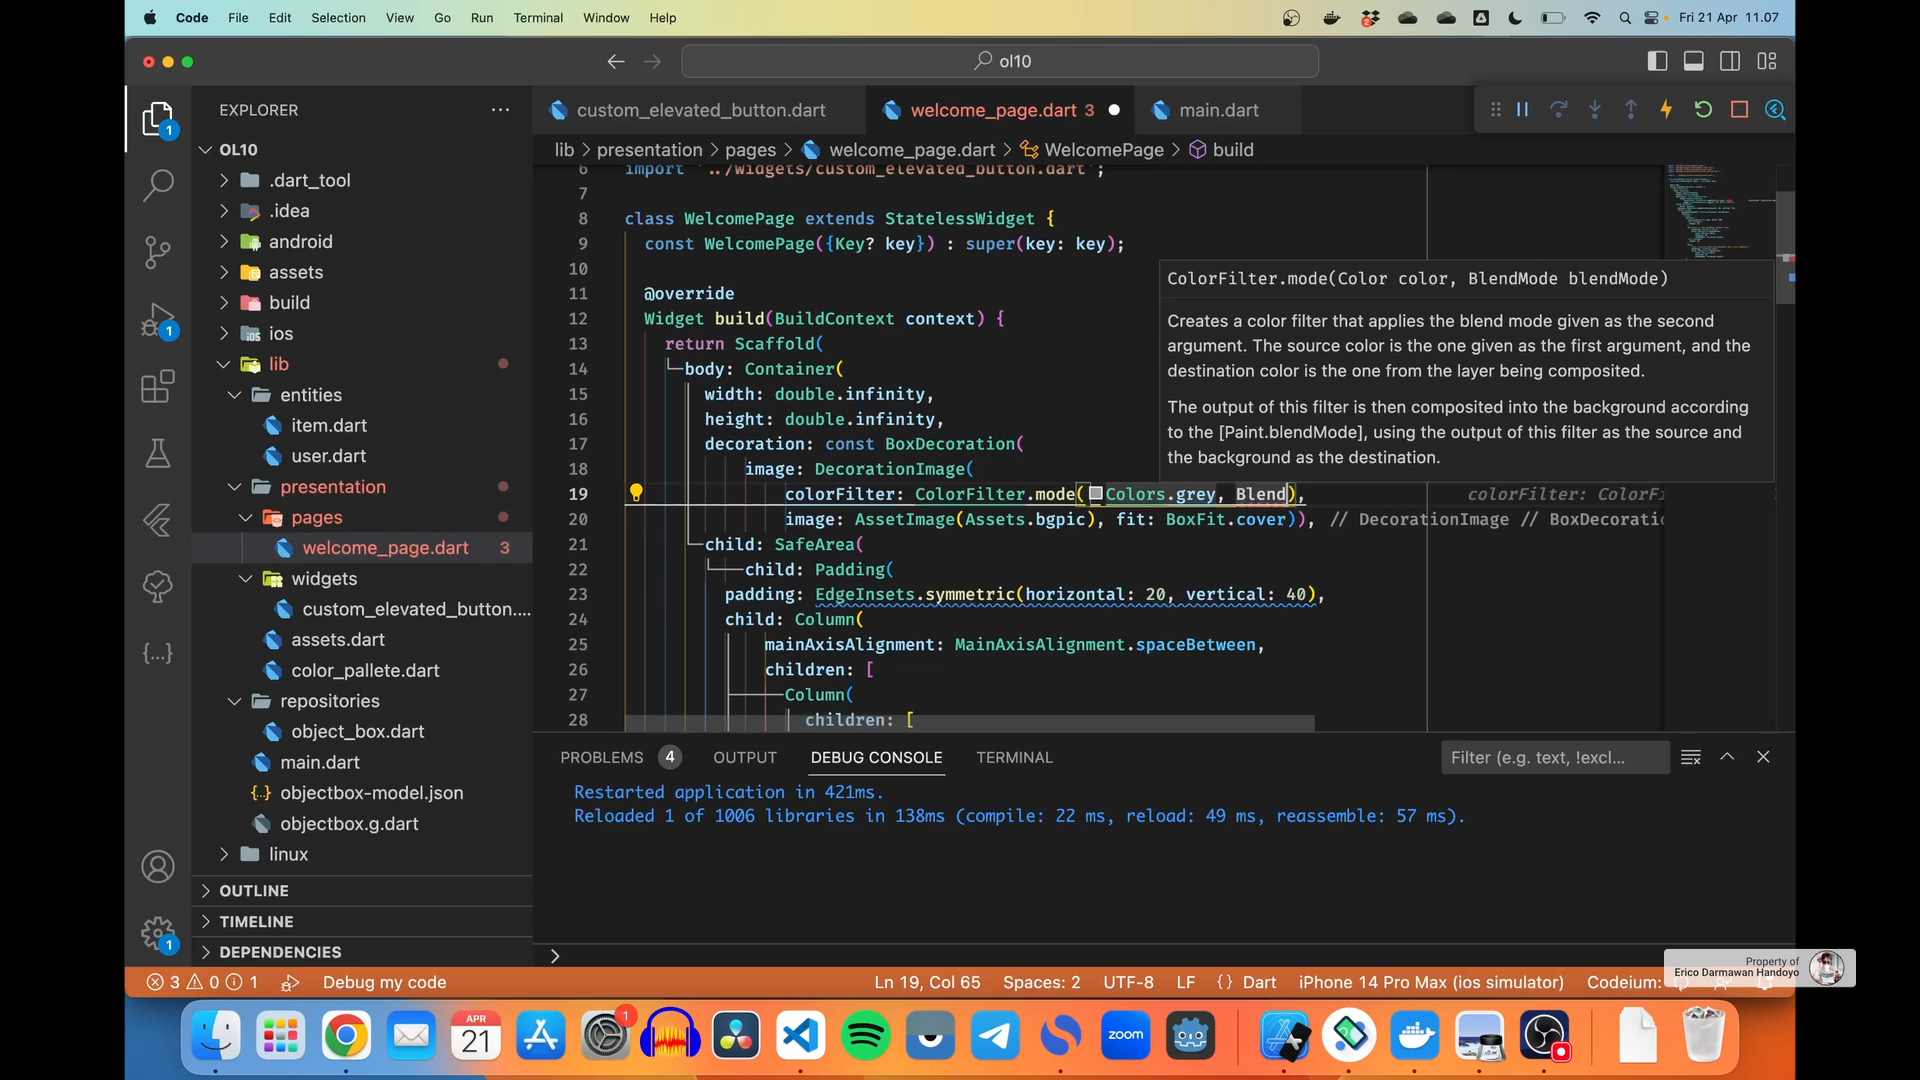 Code File Edit Selection View Go Run Terminal Window Help
2
Fri 21 Apr 11.07
ol10
1
EXPLORER
custom_elevated_button.dart
welcome_page.dart 3
main.dart
OL10
lib > presentation > pages > welcome_page.dart > WelcomePage > build
.dart_tool
.idea
android
assets
build
1
ios
lib
entities
item.dart
user.dart
presentation
pages
welcome_page.dart 3
widgets
custom_elevated_button....
assets.dart
color_pallete.dart
repositories
object_box.dart
main.dart
{..} objectbox-model.json
objectbox.g.dart
linux
OUTLINE
TIMELINE
1
DEPENDENCIES
6 import '../widgets/custom_elevated_button.dart';
7
8 class WelcomePage extends StatelessWidget {
9 const WelcomePage({Key? key}) : super(key: key);
10
11 @override
12 Widget build(BuildContext context) {
13 return Scaffold(
14 body: Container(
15 width: double.infinity,
16 height: double.infinity,
17 decoration: const BoxDecoration(
18 image: DecorationImage(
19 colorFilter: ColorFilter.mode(Colors.grey, Blend), colorFilter: ColorFi
20 image: AssetImage(Assets.bgpic), fit: BoxFit.cover)), // DecorationImage // BoxDecoratio
21 child: SafeArea(
22 child: Padding(
23 padding: EdgeInsets.symmetric(horizontal: 20, vertical: 40),
24 child: Column(
25 mainAxisAlignment: MainAxisAlignment.spaceBetween,
26 children: [
27 Column(
28 children: [
ColorFilter.mode(Color color, BlendMode blendMode)
Creates a color filter that applies the blend mode given as the second
argument. The source color is the one given as the first argument, and the
destination color is the one from the layer being composited.
The output of this filter is then composited into the background according
to the [Paint.blendMode], using the output of this filter as the source and
the background as the destination.
PROBLEMS 4 OUTPUT DEBUG CONSOLE TERMINAL
Filter (e.g. text, !excl...
Restarted application in 421ms.
Reloaded 1 of 1006 libraries in 138ms (compile: 22 ms, reload: 49 ms, reassemble: 57 ms).
>
Property of
Erico Darmawan Handoyo
3 0 1 Debug my code Ln 19, Col 65 Spaces: 2 UTF-8 LF {} Dart iPhone 14 Pro Max (ios simulator) Codeium:
APR
21
1
zoom